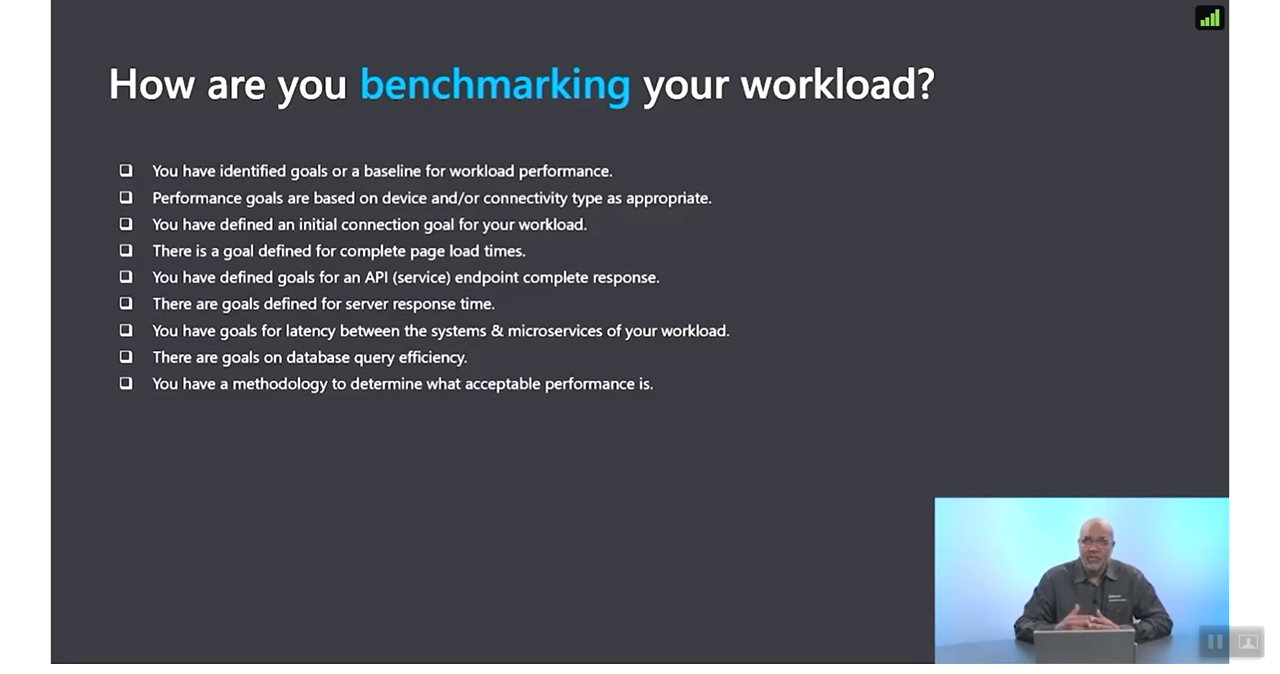 How are you benchmarking your workload?
You have identified goals or a baseline for workload performance.
Performance goals are based on device and/or connectivity type as appropriate.
You have defined an initial connection goal for your workload.
There is a goal defined for complete page load times.
You have defined goals for an API (service) endpoint complete response.
There are goals defined for server response time.
You have goals for latency between the systems & microservices of your workload.
There are goals on database query efficiency.
You have a methodology to determine what acceptable performance is.